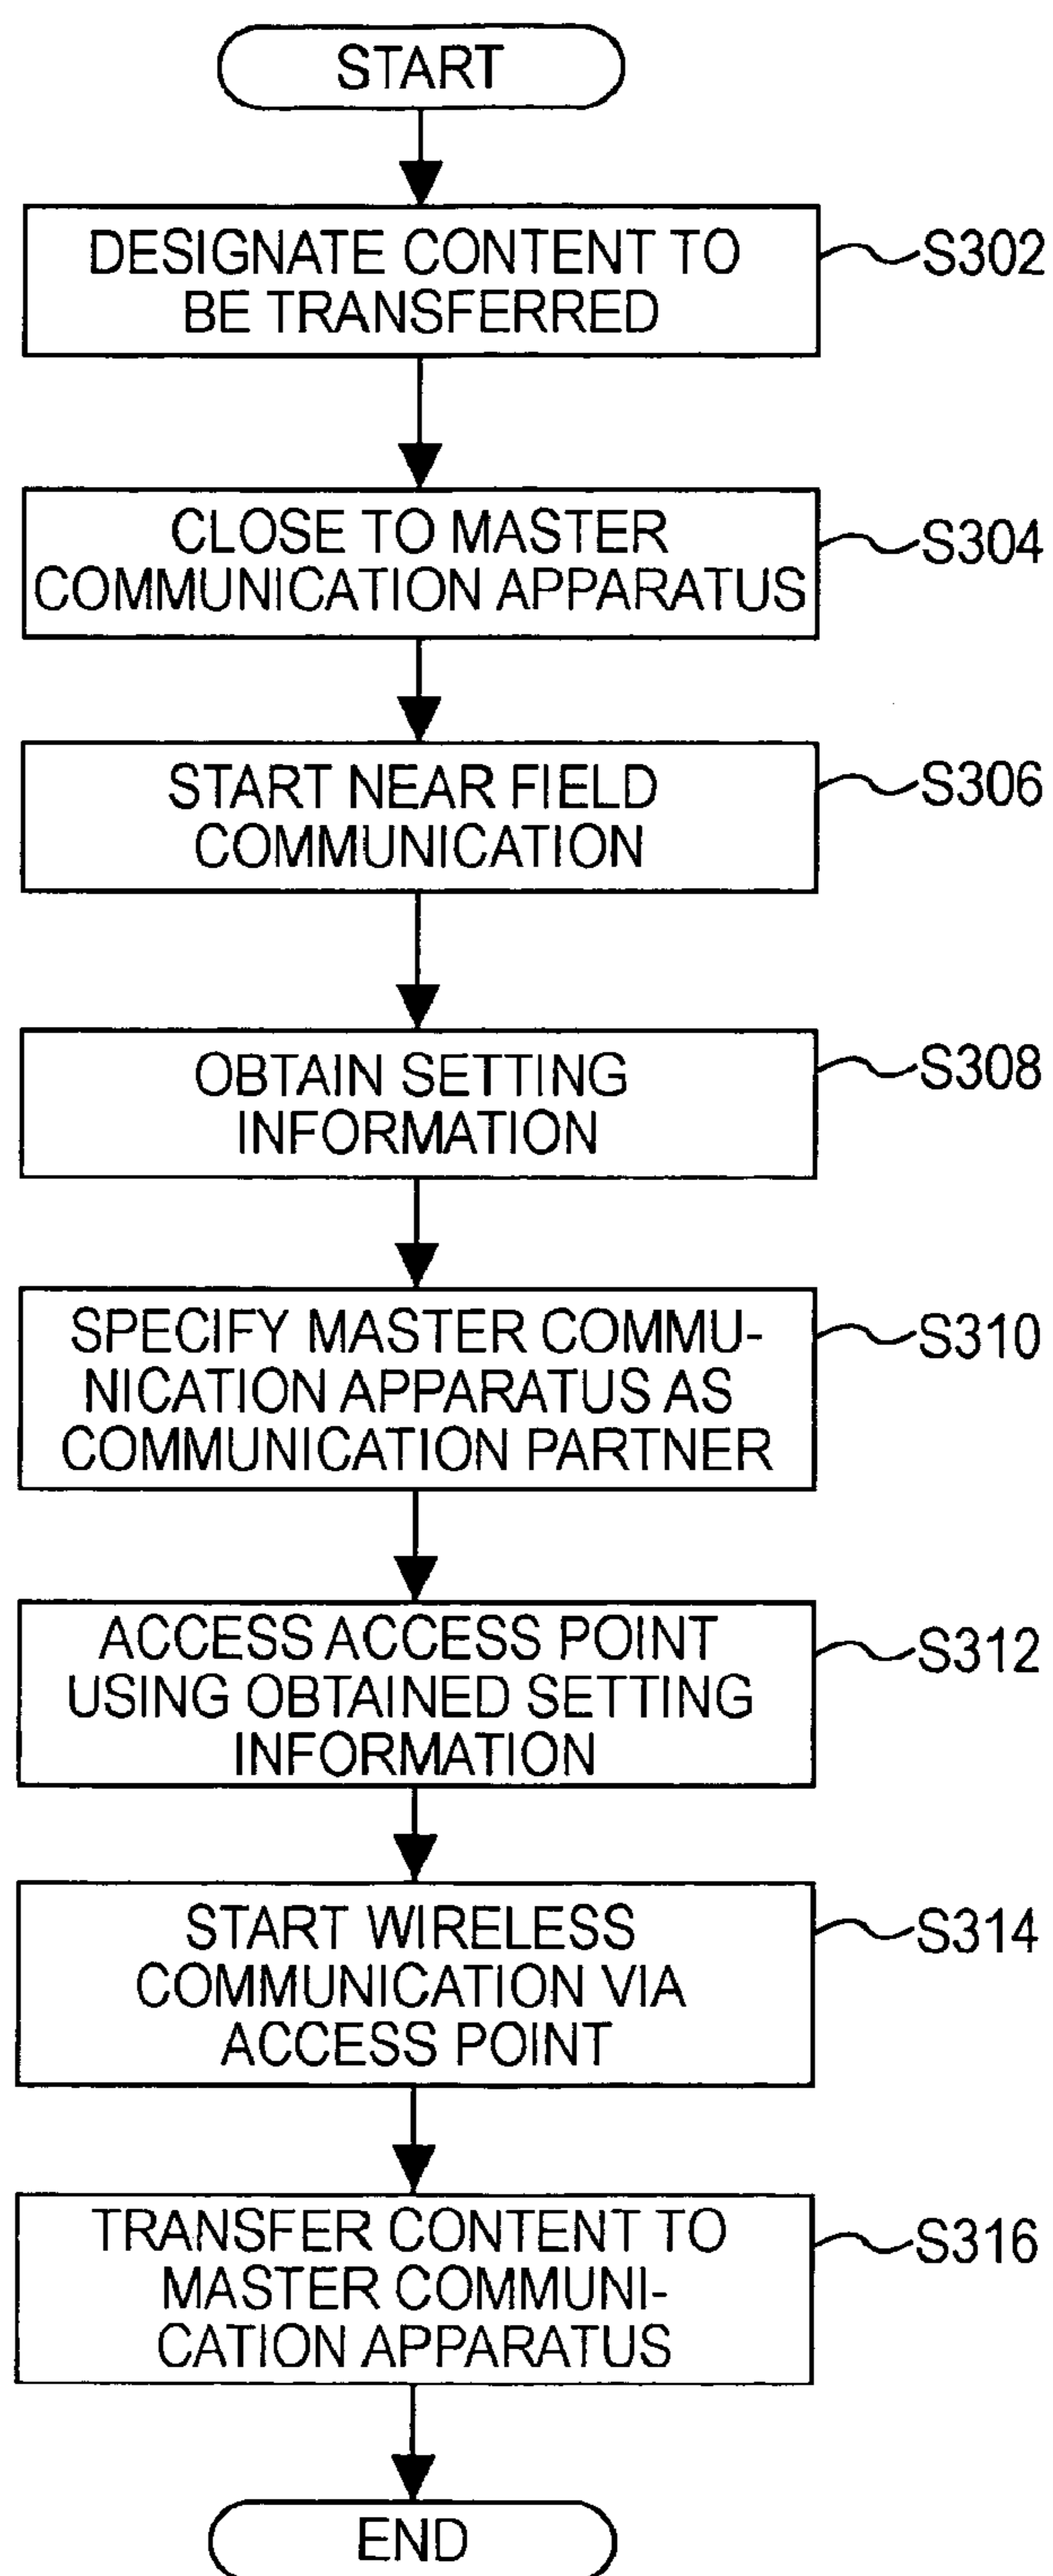 START
DESIGNATE CONTENT TO
BE TRANSFERRED
S302
CLOSE TO MASTER
COMMUNICATION APPARATUS
S304
START NEAR FIELD
COMMUNICATION
S306
OBTAIN SETTING
INFORMATION
S308
SPECIFY MASTER COMMU-
NICATION APPARATUS AS
COMMUNICATION PARTNER
S310
ACCESS ACCESS POINT
USING OBTAINED SETTING
INFORMATION
S312
START WIRELESS
COMMUNICATION VIA
ACCESS POINT
S314
TRANSFER CONTENT TO
MASTER COMMUNI-
CATION APPARATUS
S316
END